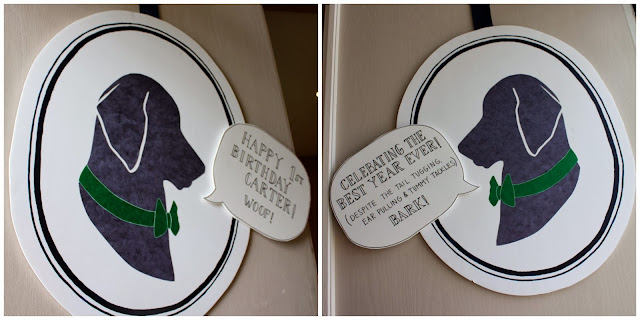 HAPPY 1ST
BIRTHDAY
CARTER!
WOOF!
CELEBRATING THE
BEST YEAR EVER!
(DESPITE THE TAIL TUGGING,
EAR PULLING & TUMMY TACKLES)
BARK!